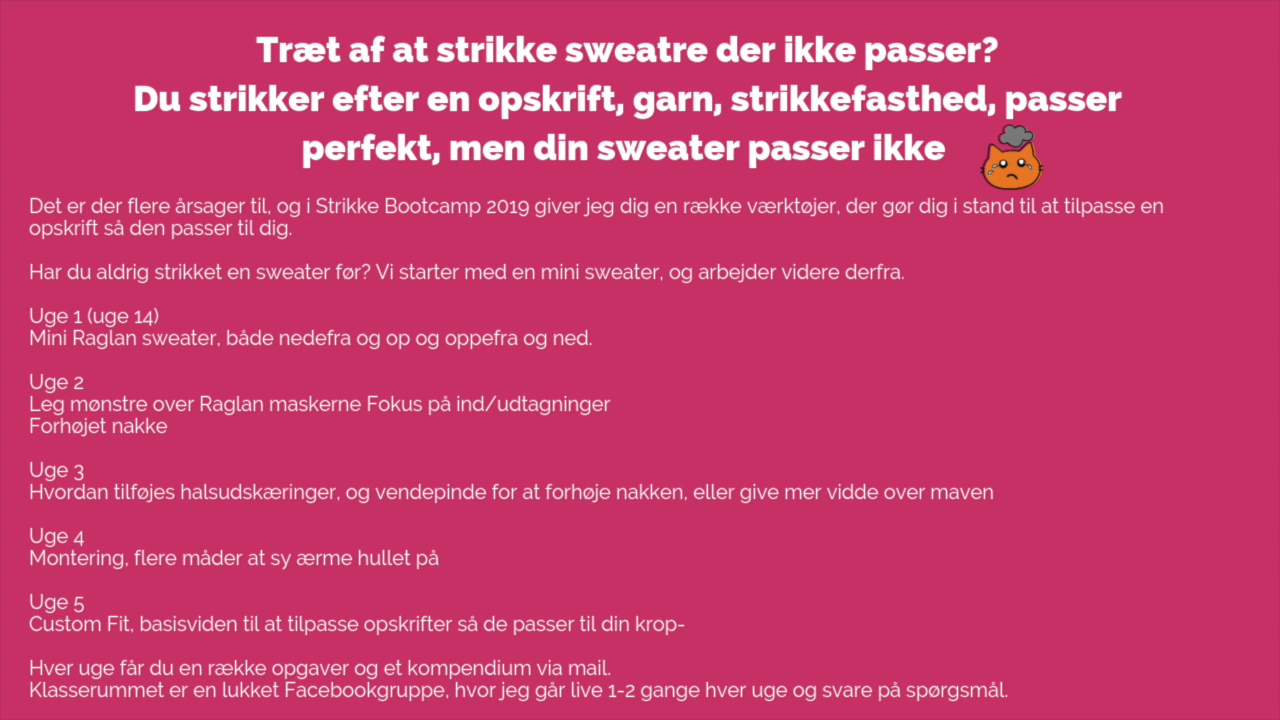 Træt af at strikke sweatre der ikke passer?
Du strikker efter en opskrift, garn, strikkefasthed, passer
perfekt, men din sweater passer ikke
Det er der flere årsager til, og i Strikke Bootcamp 2019 giver jeg dig en række værktøjer, der gør dig i stand til at tilpasse en
opskrift så den passer til dig.
Har du aldrig strikket en sweater før? Vi starter med en mini sweater, og arbejder videre derfra.
Uge 1 (uge 14)
Mini Raglan sweater, både nedefra og op og oppefra og ned.
Uge 2
Leg mønstre over Raglan maskerne Fokus på ind/udtagninger
Forhøjet nakke
Uge 3
Hvordan tilføjes halsudskæringer, og vendepinde for at forhøje nakken, eller give mer vidde over maven
Uge 4
Montering, flere måder at sy ærme hullet på
Uge 5
Custom Fit, basisviden til at tilpasse opskrifter så de passer til din krop-
Hver uge får du en række opgaver og et kompendium via mail.
Klasserummet er en lukket Facebookgruppe, hvor jeg går live 1-2 gange hver uge og svare på spørgsmål.